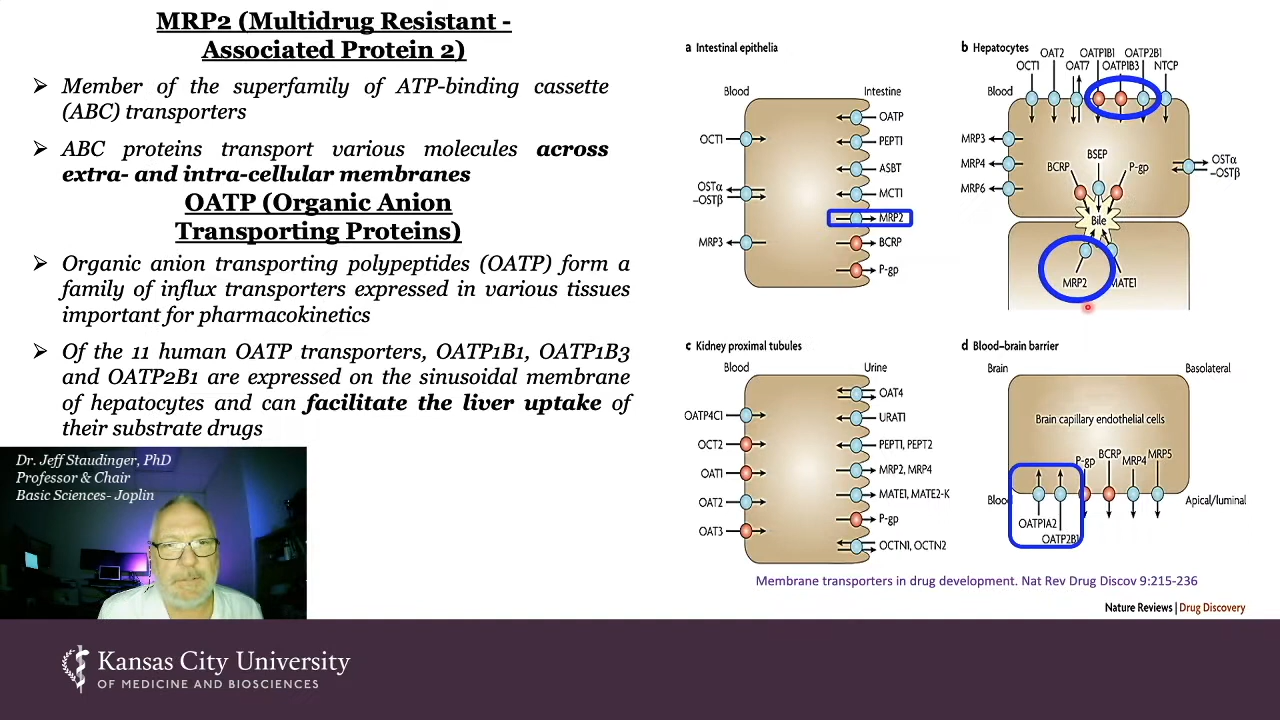 MRP2 (Multidrug Resistant -
Associated Protein 2)
➢ Member of the superfamily of ATP-binding cassette
(ABC) transporters
➢ ABC proteins transport various molecules across
extra- and intra-cellular membranes
OATP (Organic Anion
Transporting Proteins)
➢ Organic anion transporting polypeptides (OATP) form a
family of influx transporters expressed in various tissues
important for pharmacokinetics
➢ Of the 11 human OATP transporters, OATP1B1, OATP1B3
and OATP2B1 are expressed on the sinusoidal membrane
of hepatocytes and can facilitate the liver uptake of
their substrate drugs
Dr. Jeff Staudinger, PhD
Professor & Chair
Basic Sciences- Joplin
a Intestinal epithelia
Blood
Intestine
OCT1
OSTα
–OSTβ
MRP3
OATP
PEPT1
ASBT
MCT1
MRP2
BCRP
P-gp
b Hepatocytes
OAT2 OATP1B1 OATP2B1
OCT1 OAT7 OATP1B3 NTCP
Blood
MRP3
MRP4
MRP6
BSEP
BCRP
P-gp
Bile
OSTα
–OSTβ
MRP2
MATE1
c Kidney proximal tubules
Blood
Urine
OATP4C1
OCT2
OAT1
OAT2
OAT3
OAT4
URAT1
PEPT1, PEPT2
MRP2, MRP4
MATE1, MATE2-K
P-gp
OCTN1, OCTN2
d Blood–brain barrier
Brain
Basolateral
Brain capillary endothelial cells
P-gp BCRP MRP4 MRP5
Blood
Apical/luminal
OATP1A2
OATP2B1
Membrane transporters in drug development. Nat Rev Drug Discov 9:215-236
Nature Reviews | Drug Discovery
Kansas City University
OF MEDICINE AND BIOSCIENCES